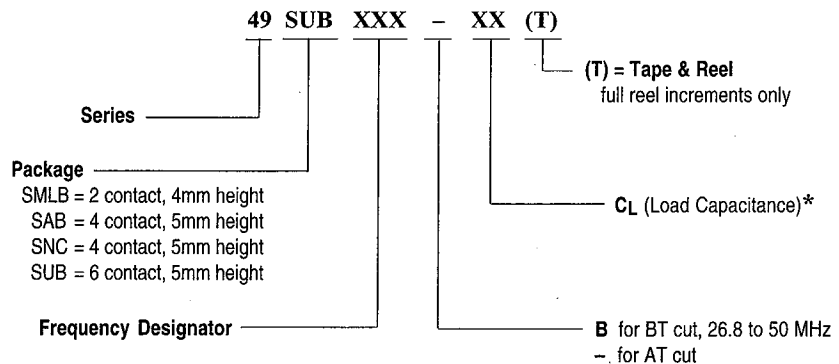 49 SUB XXX – XX (T)
(T) = Tape & Reel
full reel increments only
Series
Package
SMLB = 2 contact, 4mm height
SAB = 4 contact, 5mm height
SNC = 4 contact, 5mm height
SUB = 6 contact, 5mm height
CL (Load Capacitance)*
Frequency Designator
B for BT cut, 26.8 to 50 MHz
–, for AT cut